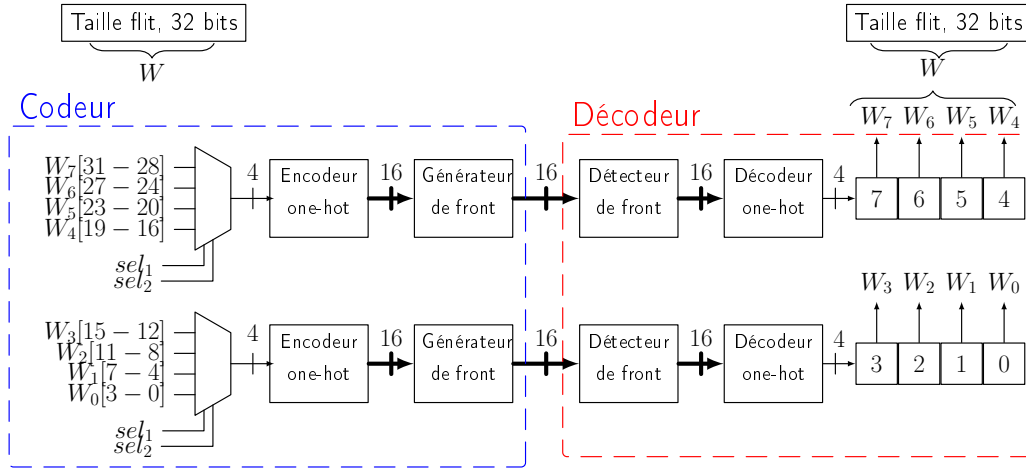 Taille flit, 32 bits
W
Taille flit, 32 bits
W
Codeur
Décodeur
W7 W6 W5 W4
W7[31 − 28]
W6[27 − 24]
W5[23 − 20]
W4[19 − 16]
sel1
sel2
4
Encodeur
one-hot
16
Générateur
de front
16
Détecteur
de front
16
Décodeur
one-hot
4
7 6 5 4
W3 W2 W1 W0
W3[15 − 12]
W2[11 − 8]
W1[7 − 4]
W0[3 − 0]
sel1
sel2
4
Encodeur
one-hot
16
Générateur
de front
16
Détecteur
de front
16
Décodeur
one-hot
4
3 2 1 0